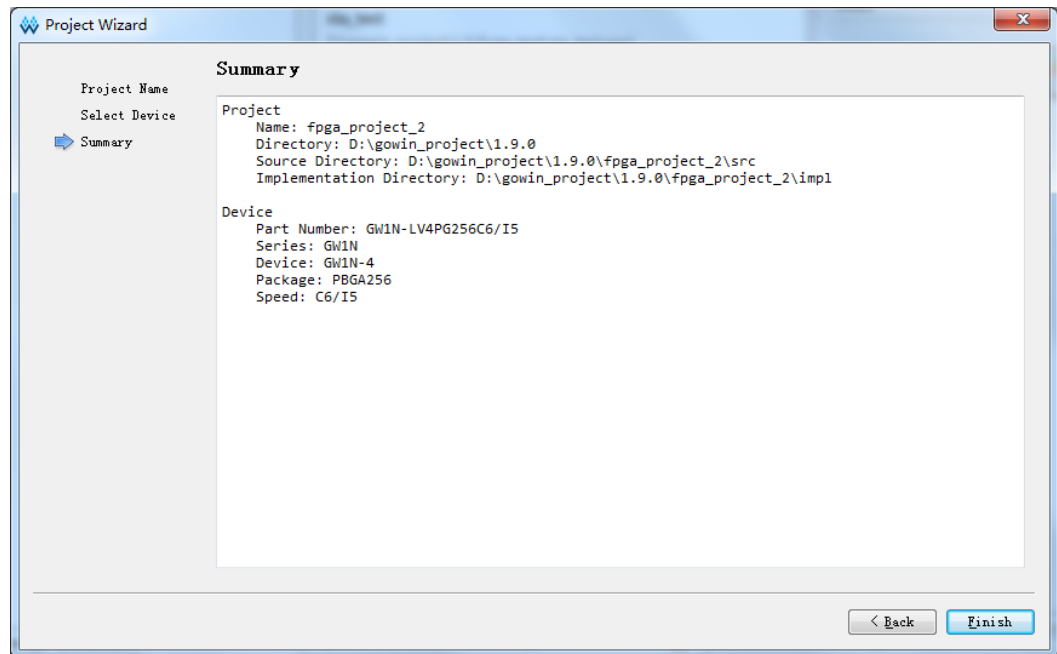 Project Wizard
Project Name
Select Device
Summary
Summary
Project
Name: fpga_project_2
Directory: D:\gowin_project\1.9.0
Source Directory: D:\gowin_project\1.9.0\fpga_project_2\src
Implementation Directory: D:\gowin_project\1.9.0\fpga_project_2\impl
Device
Part Number: GW1N-LV4PG256C6/I5
Series: GW1N
Device: GW1N-4
Package: PBGA256
Speed: C6/I5
< Back
Finish